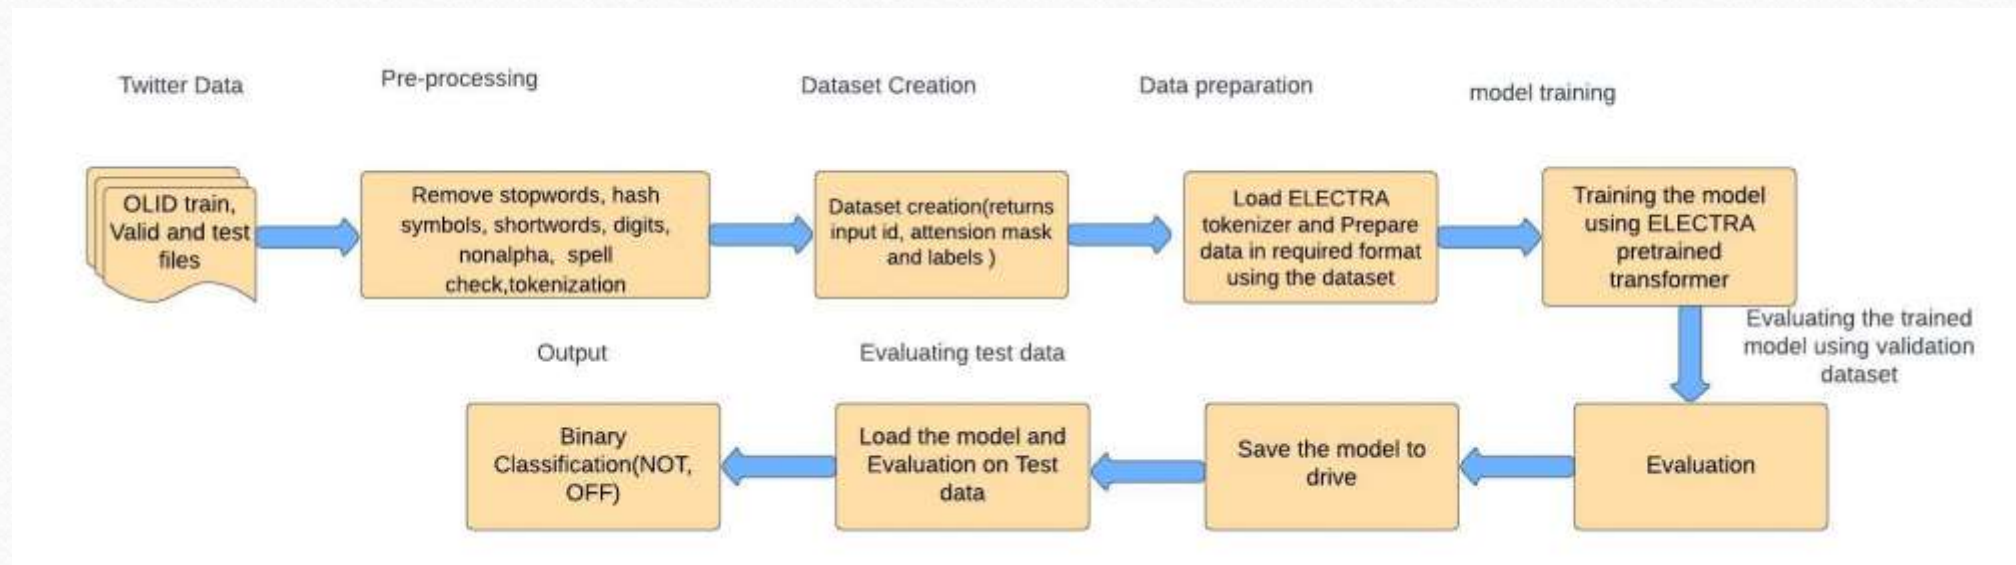 Twitter Data
Pre-processing
Dataset Creation
Data preparation
model training
OLID train,
Valid and test
files
Remove stopwords, hash
symbols, shortwords, digits,
nonalpha, spell
check,tokenization
Dataset creation(returns
input id, attension mask
and labels )
Load ELECTRA
tokenizer and Prepare
data in required format
using the dataset
Training the model
using ELECTRA
pretrained
transformer
Evaluating the trained
model using validation
dataset
Output
Evaluating test data
Binary
Classification(NOT,
OFF)
Load the model and
Evaluation on Test
data
Save the model to
drive
Evaluation